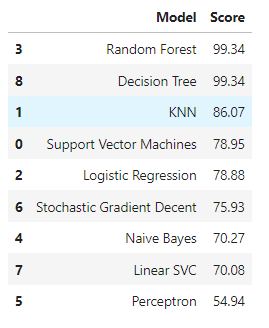 Model Score
3 Random Forest 99.34
8 Decision Tree 99.34
1 KNN 86.07
0 Support Vector Machines 78.95
2 Logistic Regression 78.88
6 Stochastic Gradient Decent 75.93
4 Naive Bayes 70.27
7 Linear SVC 70.08
5 Perceptron 54.94